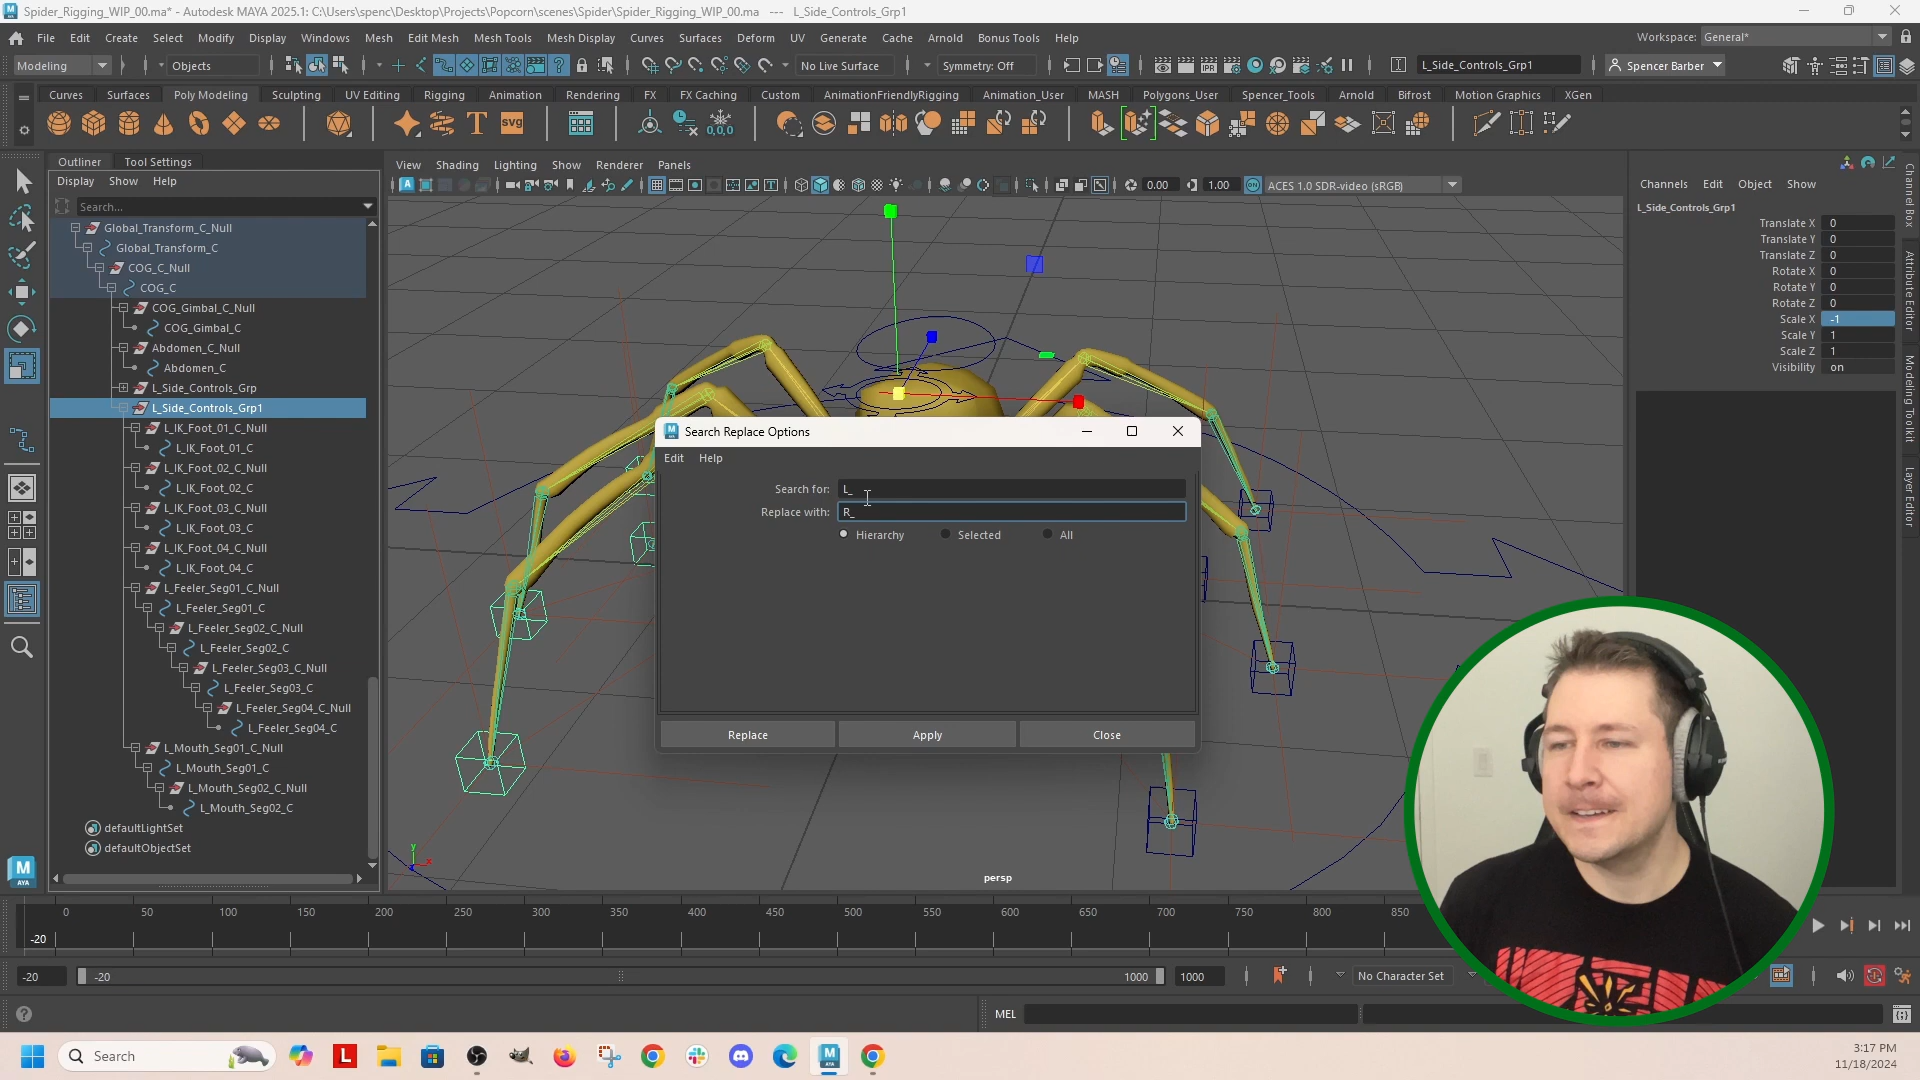 Spider_Rigging_WIP_00.ma* - Autodesk MAYA 2025.1: C:\Users\spenc\Desktop\Projects\Popcorn\scenes\Spider\Spider_Rigging_WIP_00.ma --- L_Side_Controls_Grp1
File Edit Create Select Modify Display Windows Mesh Edit Mesh Mesh Tools Mesh Display Curves Surfaces Deform UV Generate Cache Arnold Bonus Tools Help
Workspace: General*
Modeling Objects No Live Surface Symmetry: Off L_Side_Controls_Grp1 Spencer Barber
Curves Surfaces Poly Modeling Sculpting UV Editing Rigging Animation Rendering FX FX Caching Custom AnimationFriendlyRigging Animation_User MASH Polygons_User Spencer_Tools Arnold Bifrost Motion Graphics XGen
Outliner Tool Settings
Display Show Help
Search...
Global_Transform_C_Null
Global_Transform_C
COG_C_Null
COG_C
COG_Gimbal_C_Null
COG_Gimbal_C
Abdomen_C_Null
Abdomen_C
L_Side_Controls_Grp
L_Side_Controls_Grp1
L_IK_Foot_01_C_Null
L_IK_Foot_01_C
L_IK_Foot_02_C_Null
L_IK_Foot_02_C
L_IK_Foot_03_C_Null
L_IK_Foot_03_C
L_IK_Foot_04_C_Null
L_IK_Foot_04_C
L_Feeler_Seg01_C_Null
L_Feeler_Seg01_C
L_Feeler_Seg02_C_Null
L_Feeler_Seg02_C
L_Feeler_Seg03_C_Null
L_Feeler_Seg03_C
L_Feeler_Seg04_C_Null
L_Feeler_Seg04_C
L_Mouth_Seg01_C_Null
L_Mouth_Seg01_C
L_Mouth_Seg02_C_Null
L_Mouth_Seg02_C
defaultLightSet
defaultObjectSet
View Shading Lighting Show Renderer Panels
0.00 1.00 ACES 1.0 SDR-video (sRGB)
Search Replace Options
Edit Help
Search for: L_
Replace with: R_
Hierarchy Selected All
Replace Apply Close
persp
y
x
Channels Edit Object Show
L_Side_Controls_Grp1
Translate X 0
Translate Y 0
Translate Z 0
Rotate X 0
Rotate Y 0
Rotate Z 0
Scale X -1
Scale Y 1
Scale Z 1
Visibility on
Channel Box
Attribute Editor
Modeling Toolkit
Layer Editor
0 50 100 150 200 250 300 350 400 450 500 550 600 650 700 750 800 850
-20
-20 -20 1000 1000 No Character Set
MEL
M
AYA
Search
3:17 PM
11/18/2024